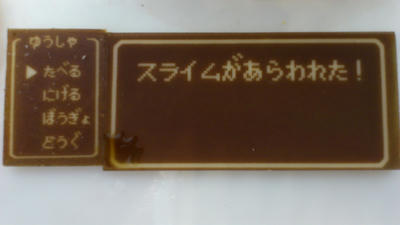 ゆうしゃ
▶たべる
にげる
ぼうぎょ
どうぐ
スライムがあらわれた！